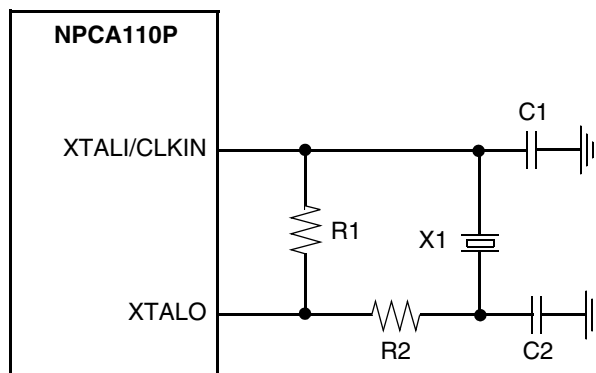 NPCA110P
C1
XTALI/CLKIN
R1
X1
XTALO
R2
C2